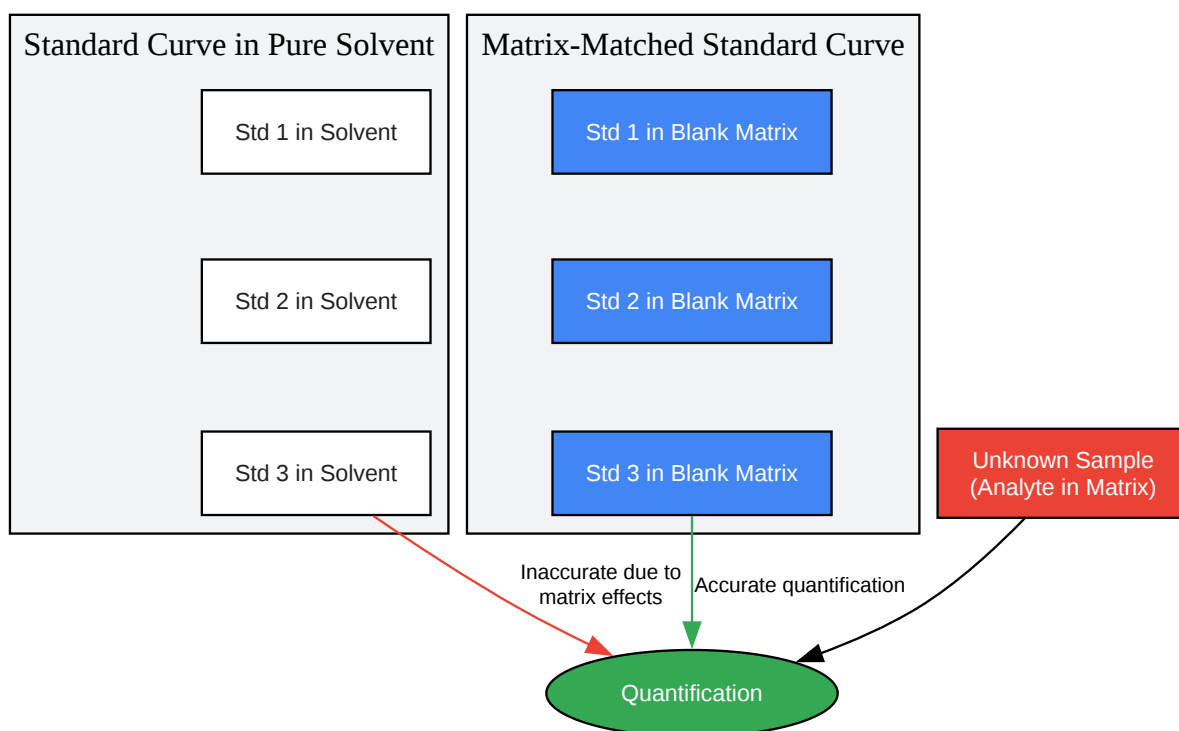 Standard Curve in Pure Solvent
Std 1 in Solvent
Std 2 in Solvent
Std 3 in Solvent
Matrix-Matched Standard Curve
Std 1 in Blank Matrix
Std 2 in Blank Matrix
Std 3 in Blank Matrix
Unknown Sample
(Analyte in Matrix)
Inaccurate due to
matrix effects
Accurate quantification
Quantification